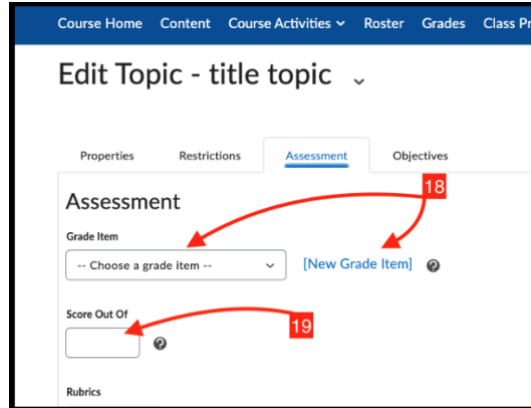 Course Home Content Course Activities Roster Grades Class Pr
Edit Topic - title topic
Properties Restrictions Assessment Objectives
18
Assessment
Grade Item
-- Choose a grade item -- [New Grade Item] ?
Score Out Of
19
?
Rubrics